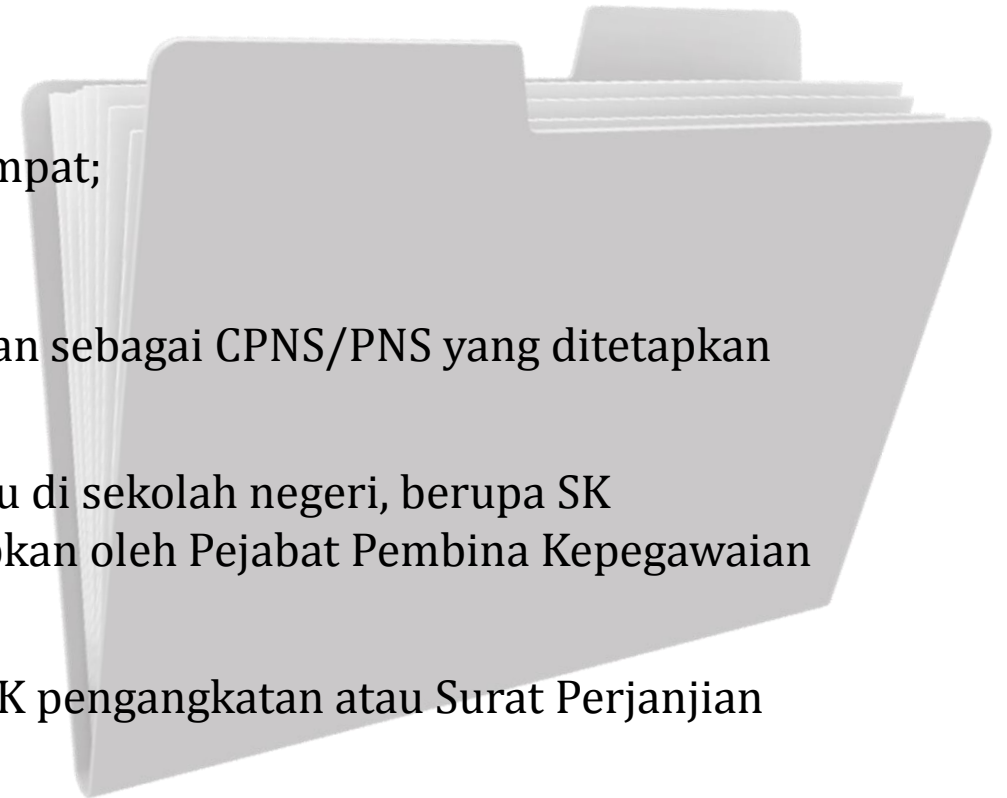 mpat;
an sebagai CPNS/PNS yang ditetapkan
u di sekolah negeri, berupa SK
kan oleh Pejabat Pembina Kepegawaian
K pengangkatan atau Surat Perjanjian